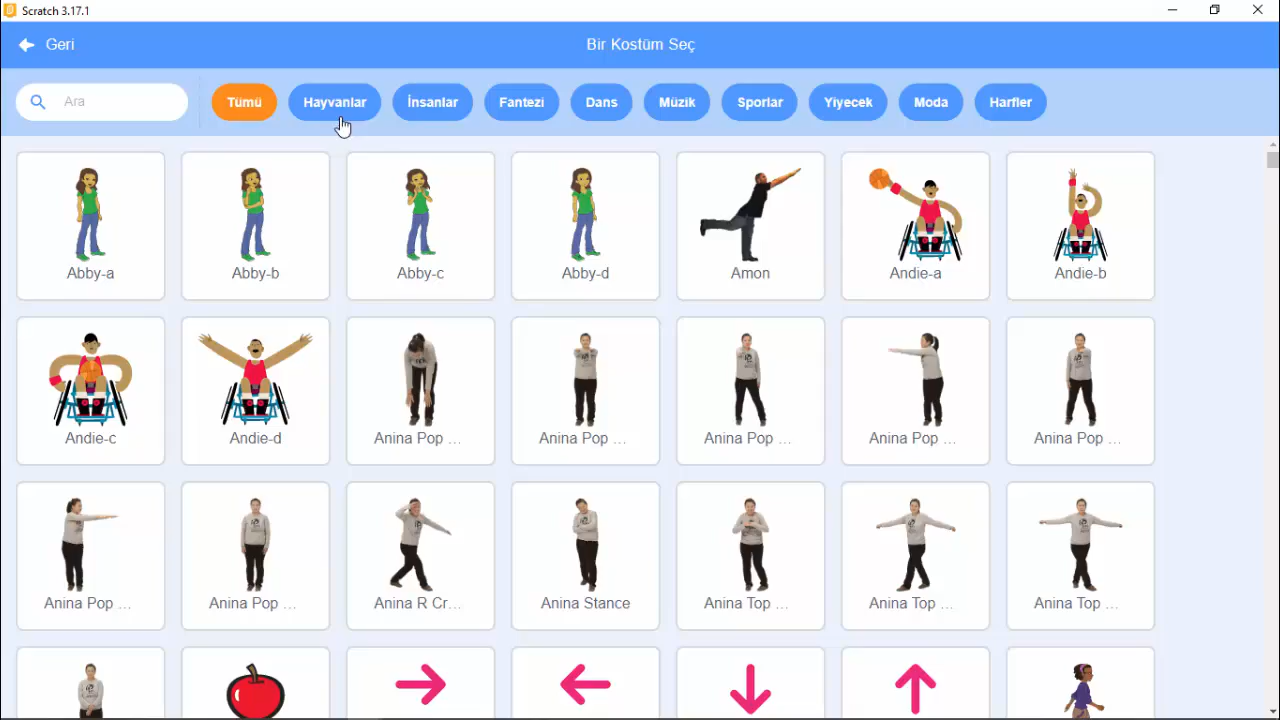 Scratch 3.17.1
Geri
Bir Kostüm Seç
Ara
Tümü
Hayvanlar
İnsanlar
Fantezi
Dans
Müzik
Sporlar
Yiyecek
Moda
Harfler
Abby-a
Abby-b
Abby-c
Abby-d
Amon
Andie-a
Andie-b
Andie-c
Andie-d
Anina Pop ...
Anina Pop ...
Anina Pop ...
Anina Pop ...
Anina Pop ...
Anina Pop ...
Anina Pop ...
Anina R Cr...
Anina Stance
Anina Top ...
Anina Top ...
Anina Top ...